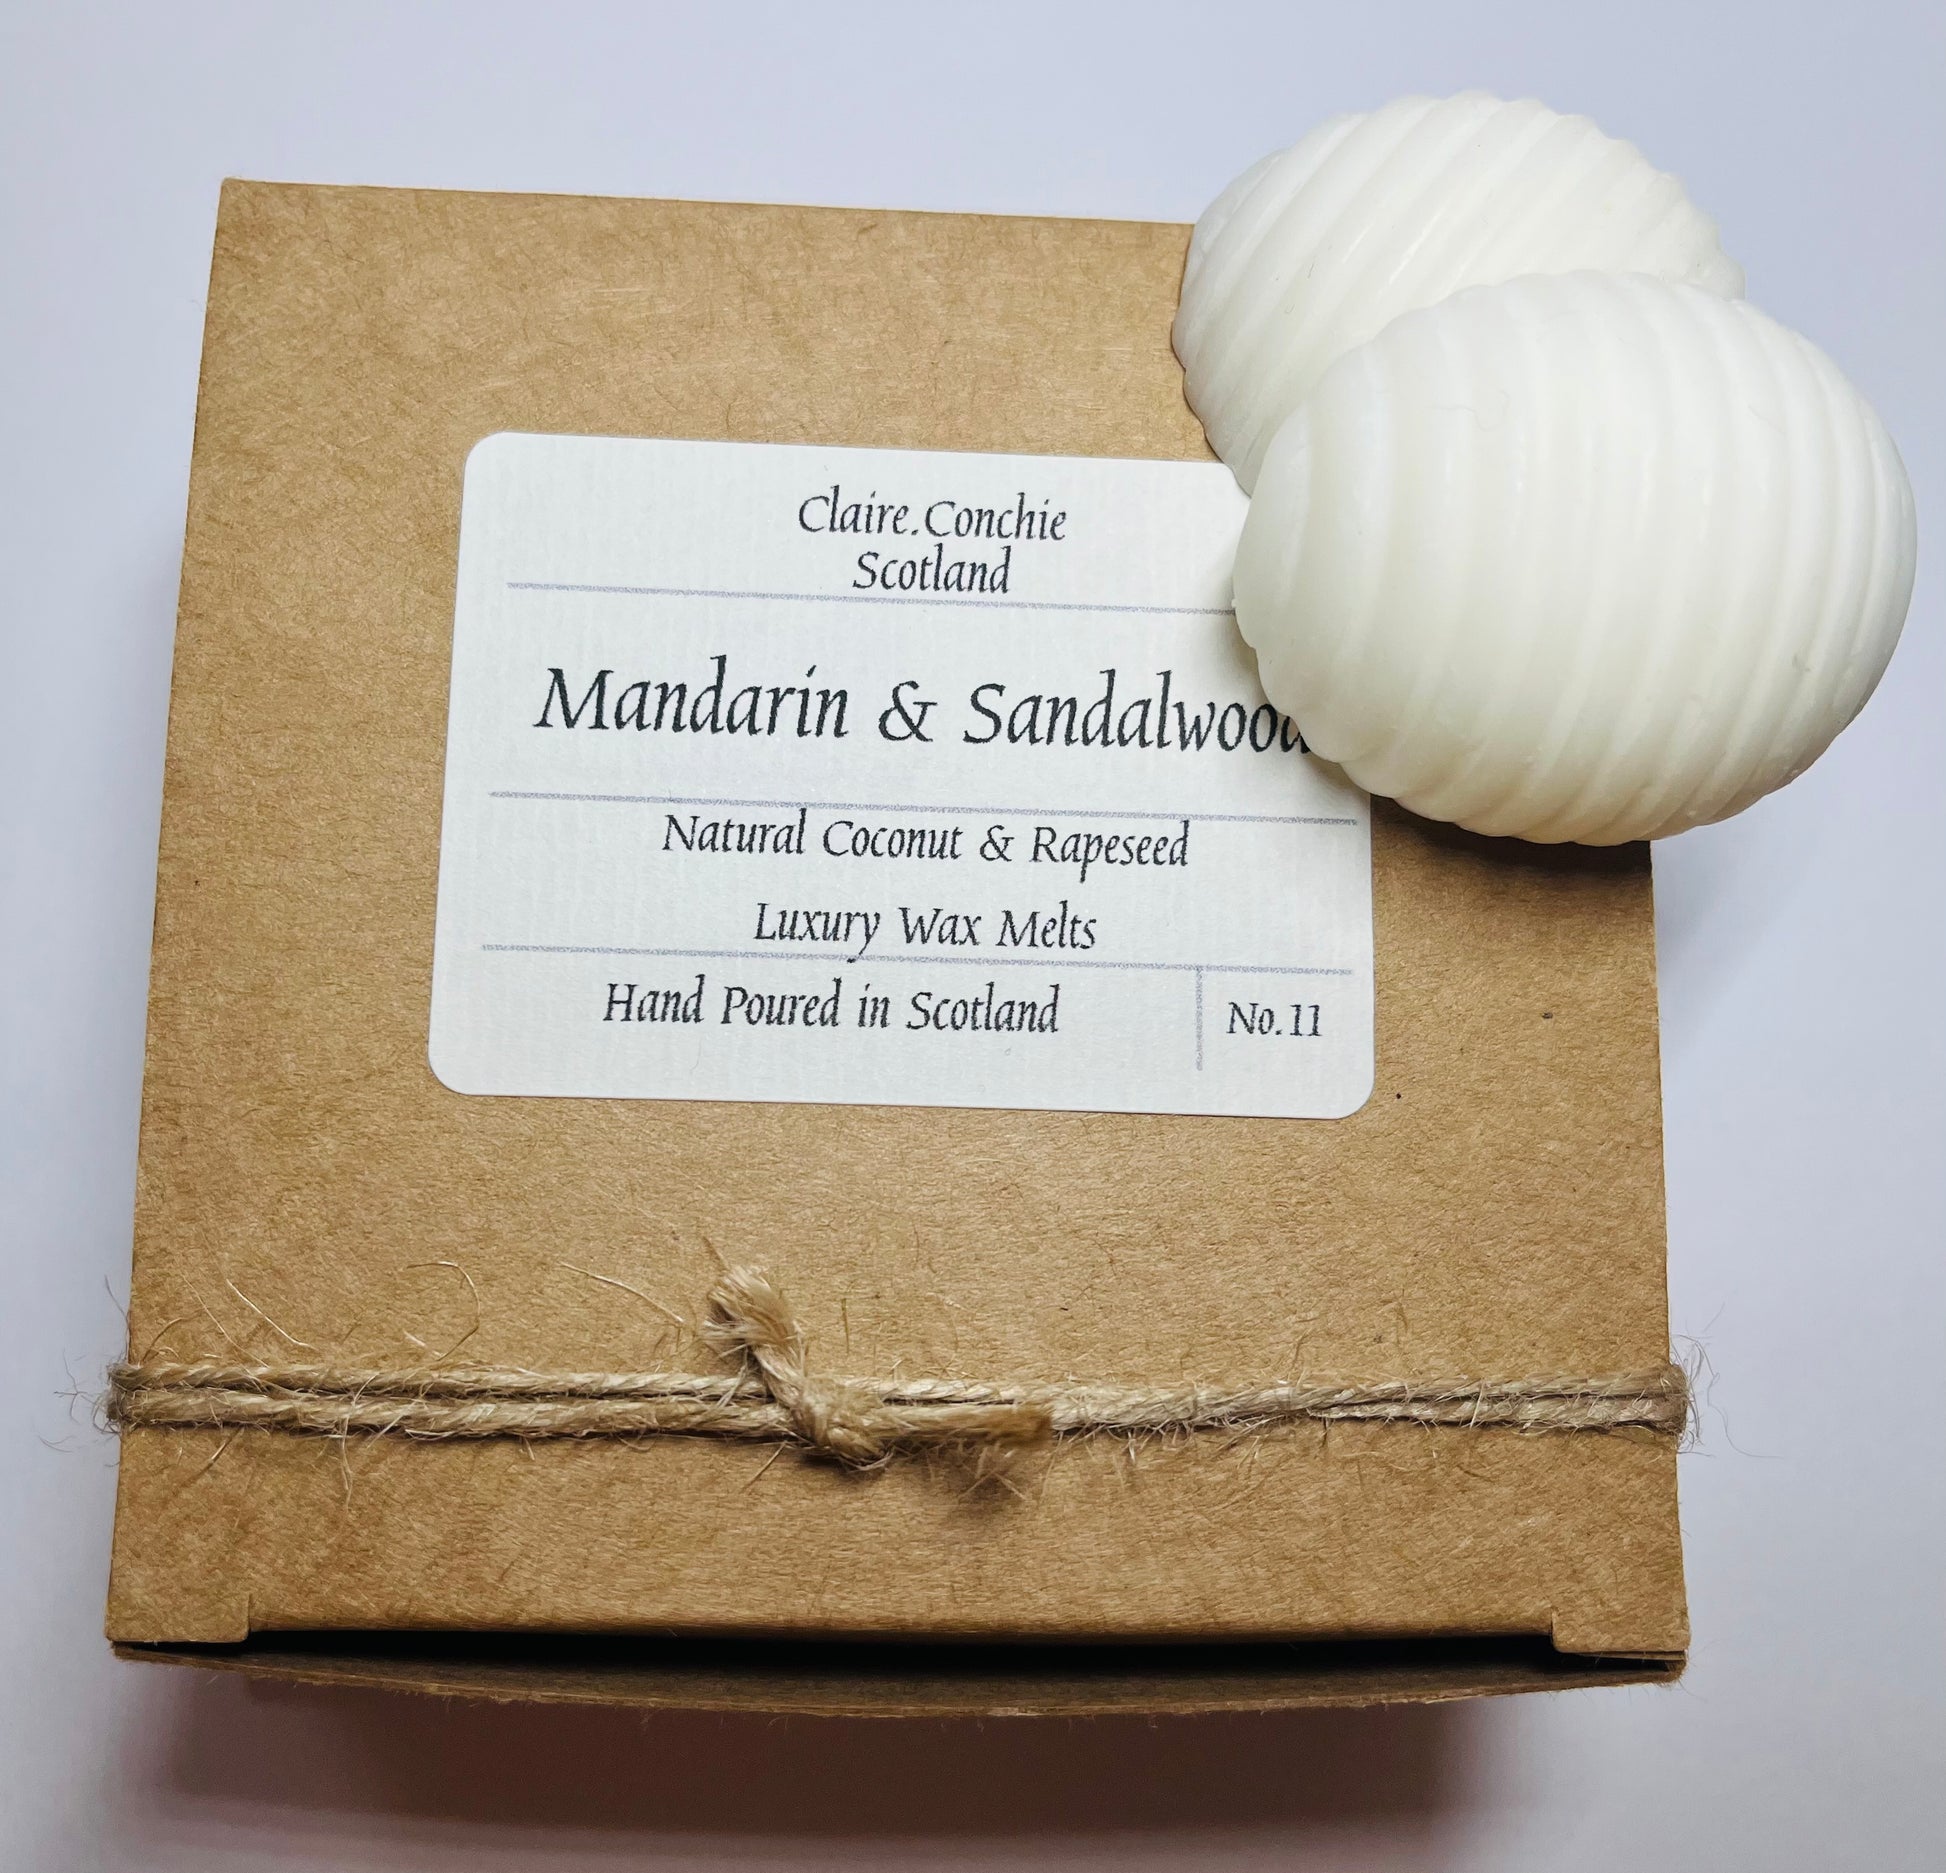 Claire.Conchie
Scotland
Mandarin & Sandalwood
Natural Coconut & Rapeseed
Luxury Wax Melts
Hand Poured in Scotland
No.11